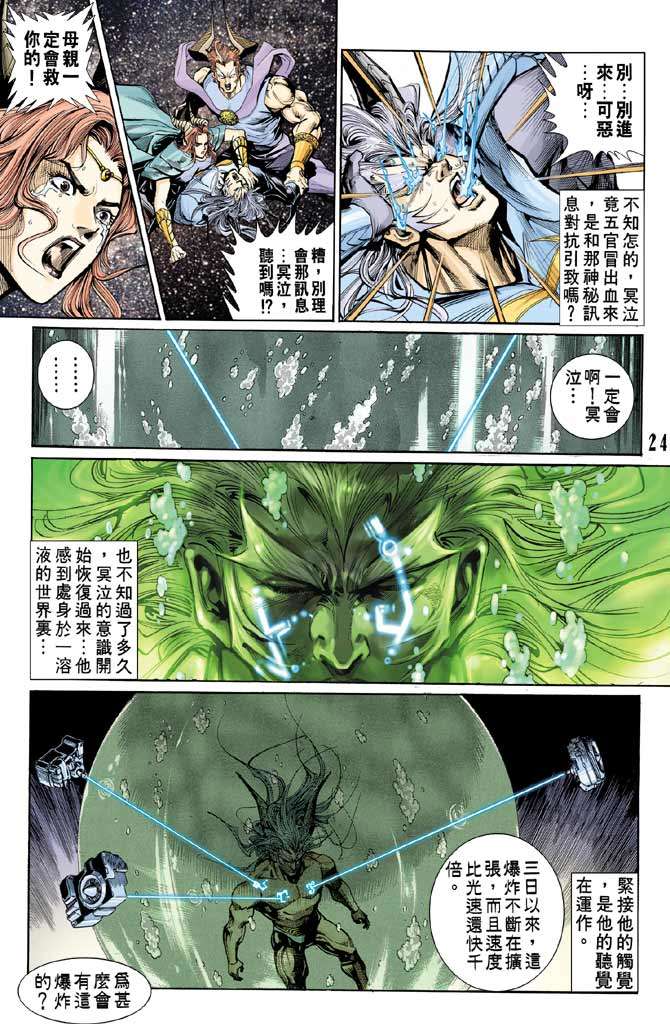 別…別進
來…可惡
…呀…
不知怎的，冥泣
竟五官冒出血來
，是和那神秘訊
息對抗引致嗎？
糟，別理
會那訊息
…冥泣，
聽到嗎!?
母親一
定會救
你的！
一定會
啊！冥
泣…
……
24
也不知過了多久
，冥泣的意識開
始恢復過來…他
感到處身於一溶
液的世界裏…
緊接他的觸覺
，是他的聽覺
在運作。
三日以來，這
爆炸不斷在擴
張，而且速度
比光速還快千
倍。
爲甚
麼會
有這
爆炸
的？